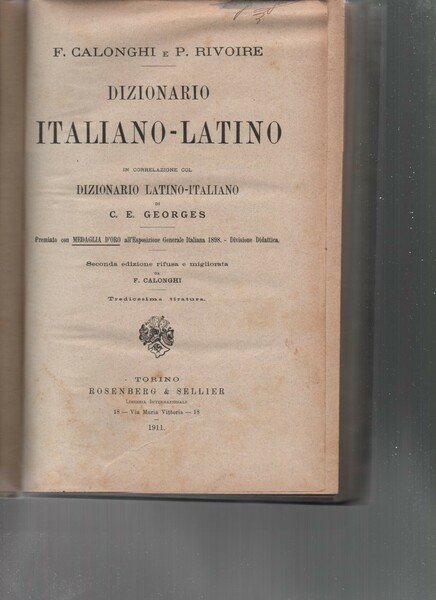 F. CALONGHI E P. RIVOIRE
DIZIONARIO
ITALIANO-LATINO
IN CORRELAZIONE COL
DIZIONARIO LATINO-ITALIANO
DI
C. E. GEORGES
Premiato con MEDAGLIA D'ORO all'Esposizione Generale Italiana 1898. - Divisione Didattica.
Seconda edizione rifusa e migliorata
DA
F. CALONGHI
Tredicesima tiratura.
TORINO
ROSENBERG & SELLIER
LIBRERIA INTERNAZIONALE
18 — Via Maria Vittoria — 18
1911.